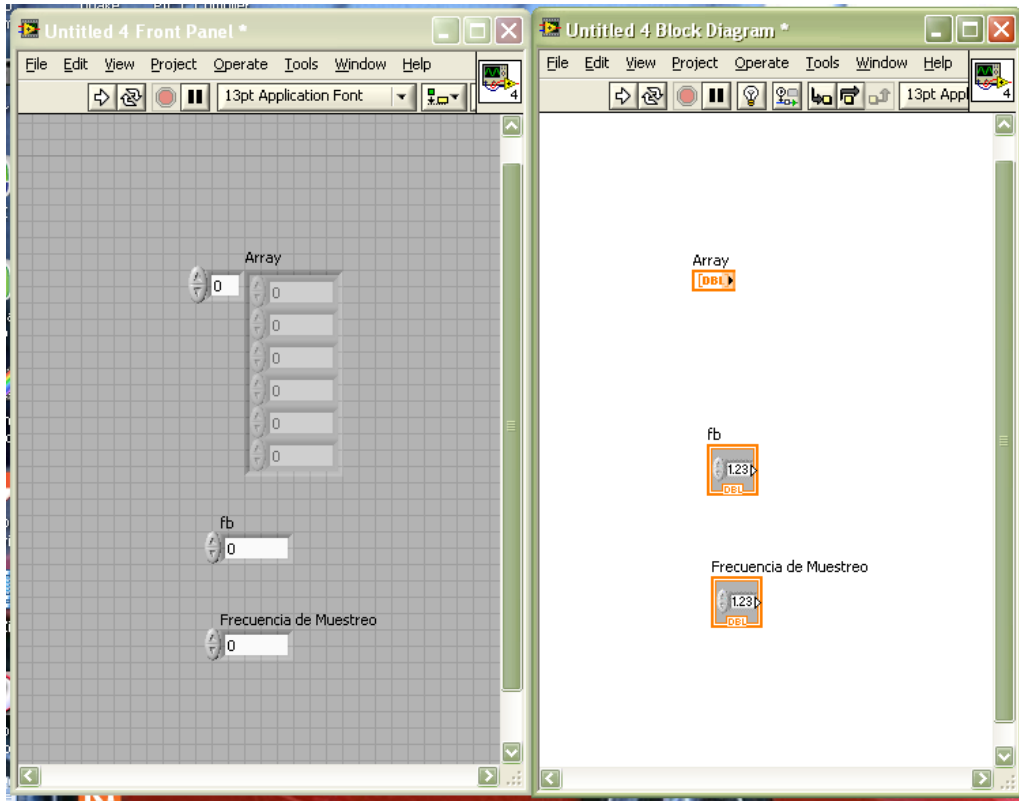 Untitled 4 Front Panel *
File Edit View Project Operate Tools Window Help
13pt Application Font
4
Array
0
0
0
0
0
0
0
fb
0
Frecuencia de Muestreo
0
Untitled 4 Block Diagram *
File Edit View Project Operate Tools Window Help
13pt Appl
4
Array
[DBL]
fb
1.23
DBL
Frecuencia de Muestreo
1.23
DBL